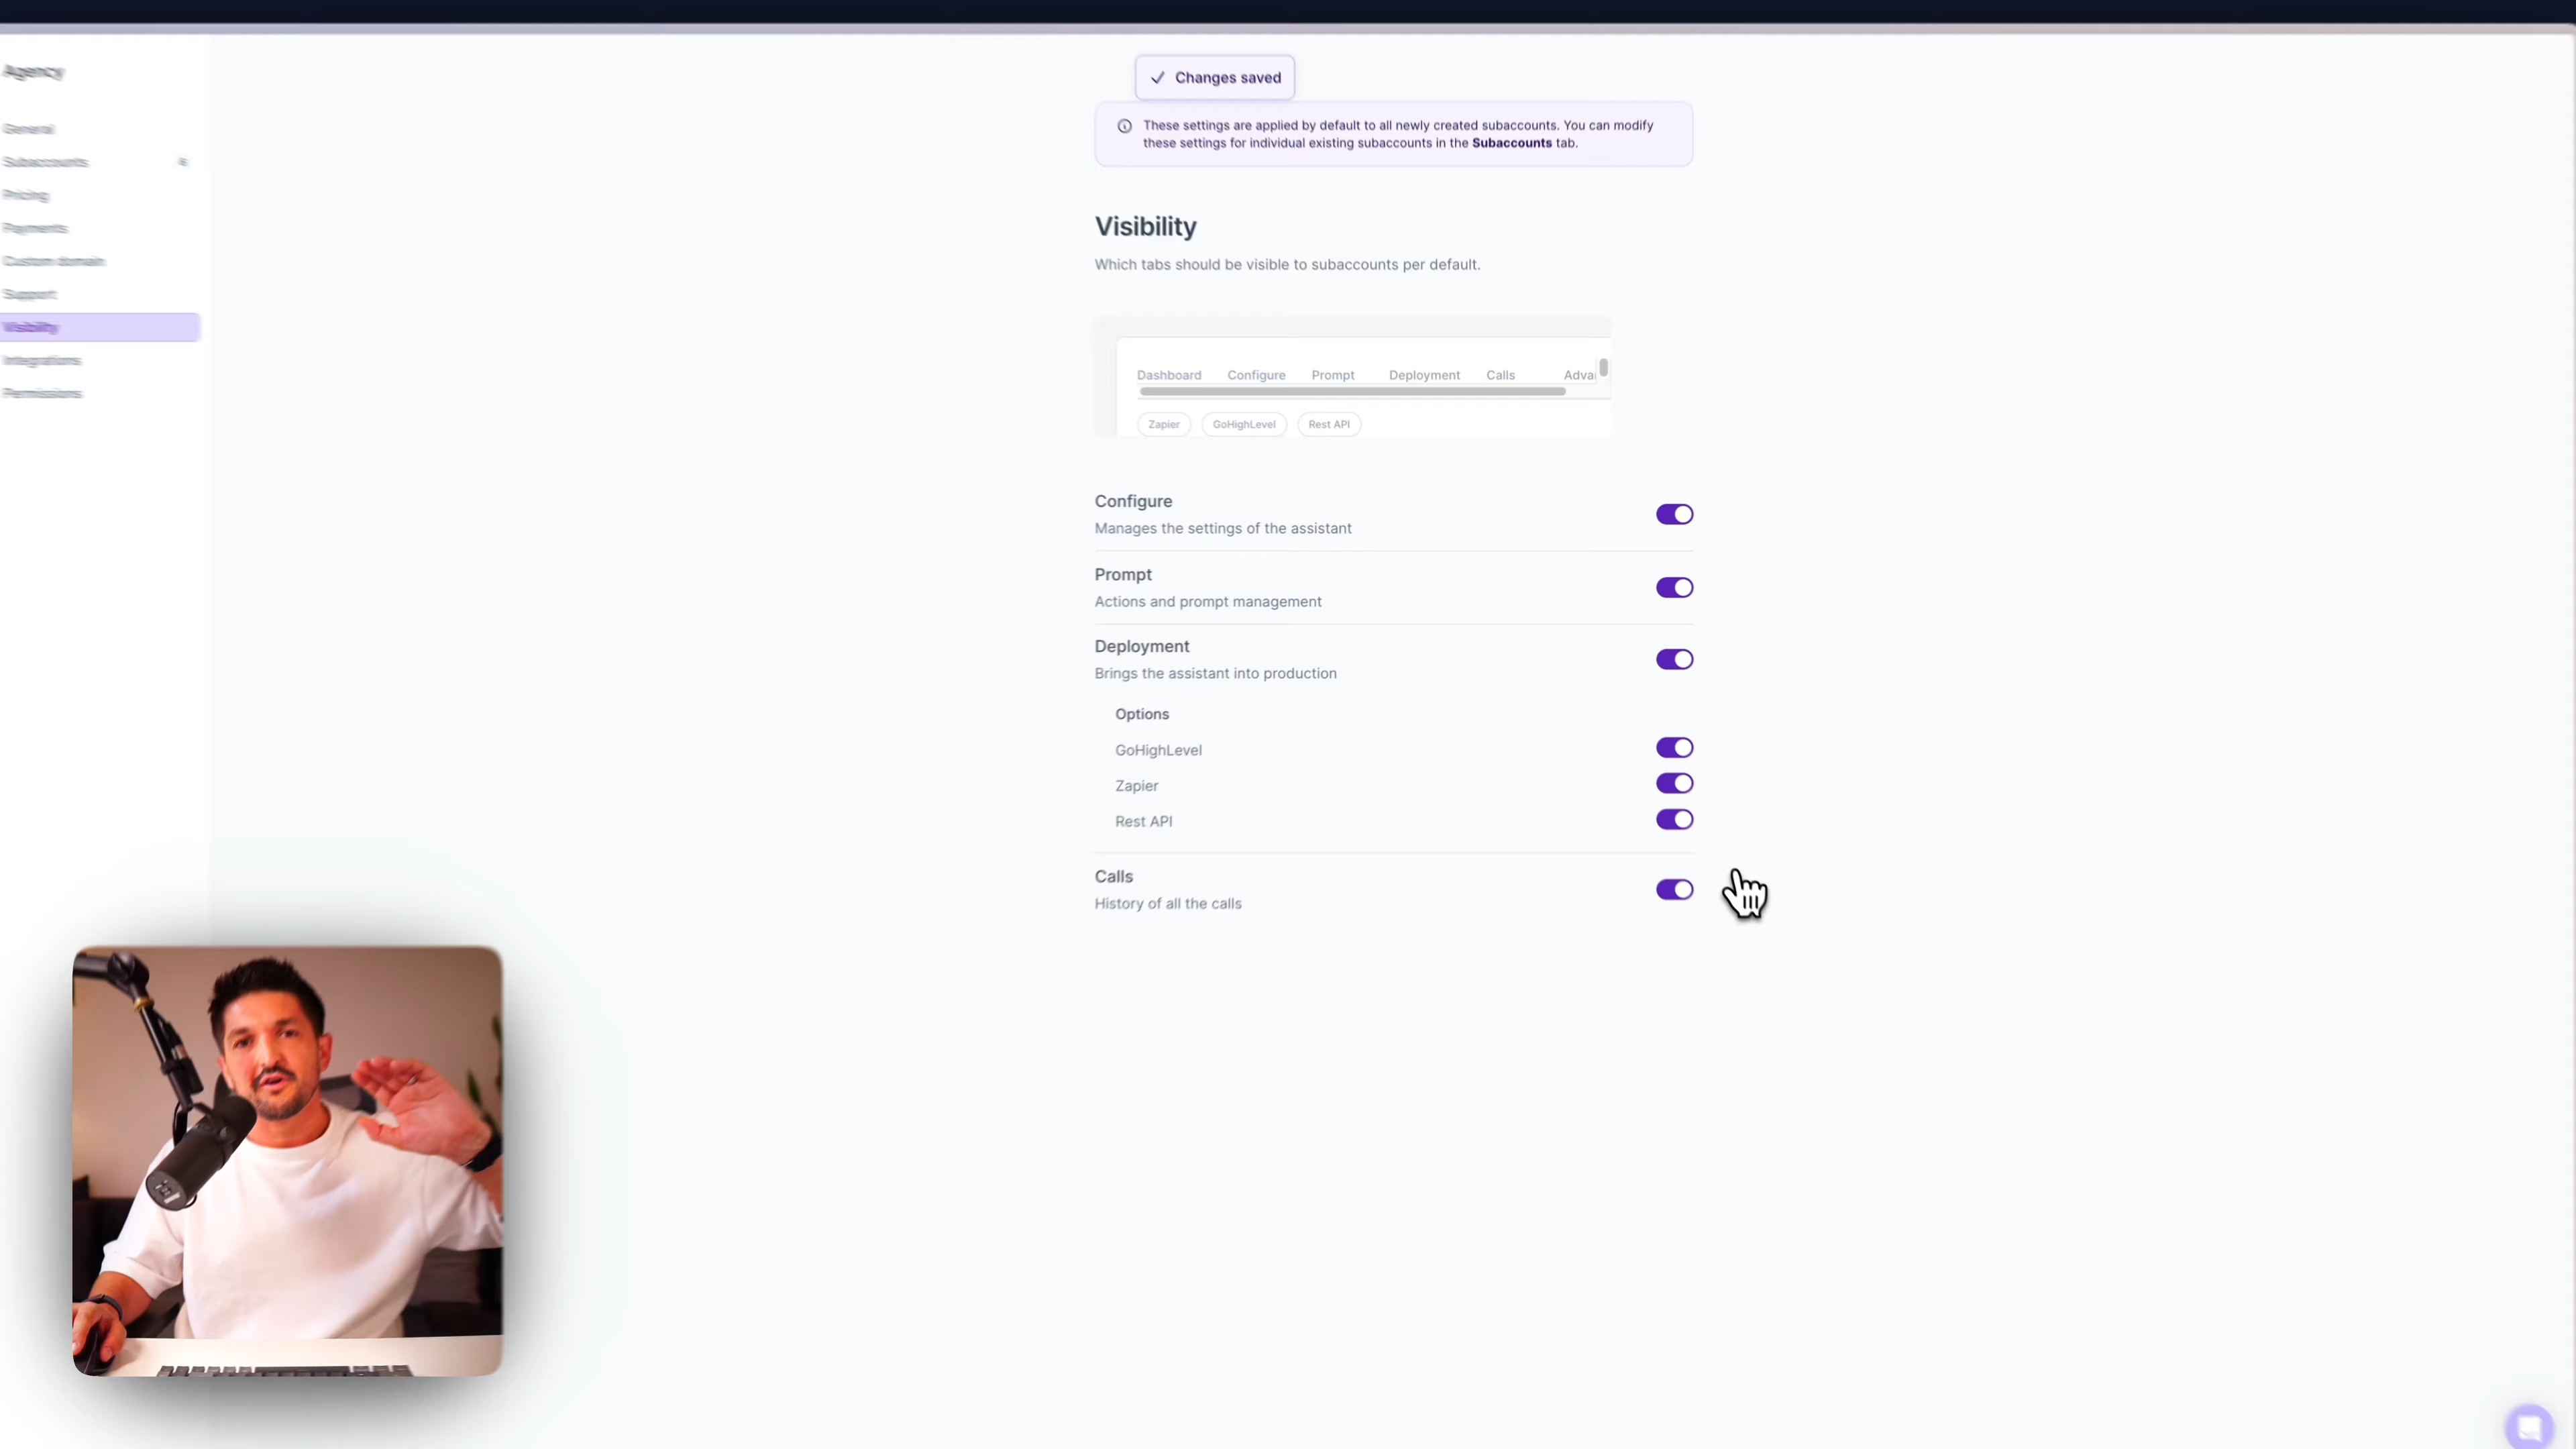 Agency
General
Subaccounts
Pricing
Payments
Custom domain
Support
Visibility
Integrations
Permissions
Changes saved
These settings are applied by default to all newly created subaccounts. You can modify
these settings for individual existing subaccounts in the Subaccounts tab.
Visibility
Which tabs should be visible to subaccounts per default.
Dashboard Configure Prompt Deployment Calls Adva
Zapier GoHighLevel Rest API
Configure
Manages the settings of the assistant
Prompt
Actions and prompt management
Deployment
Brings the assistant into production
Options
GoHighLevel
Zapier
Rest API
Calls
History of all the calls